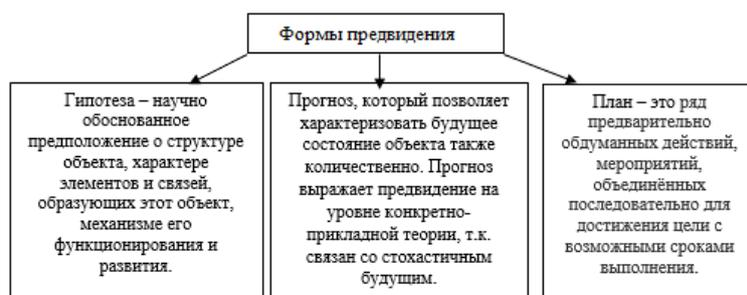 Формы предвидения
Гипотеза – научно
обоснованное
предположение о структуре
объекта, характере
элементов и связей,
образующих этот объект,
механизме его
функционирования и
развития.
Прогноз, который позволяет
характеризовать будущее
состояние объекта также
количественно. Прогноз
выражает предвидение на
уровне конкретно-
прикладной теории, т.к.
связан со стохастичным
будущим.
План – это ряд
предварительно
обдуманных действий,
мероприятий,
объединённых
последовательно для
достижения цели с
возможными сроками
выполнения.